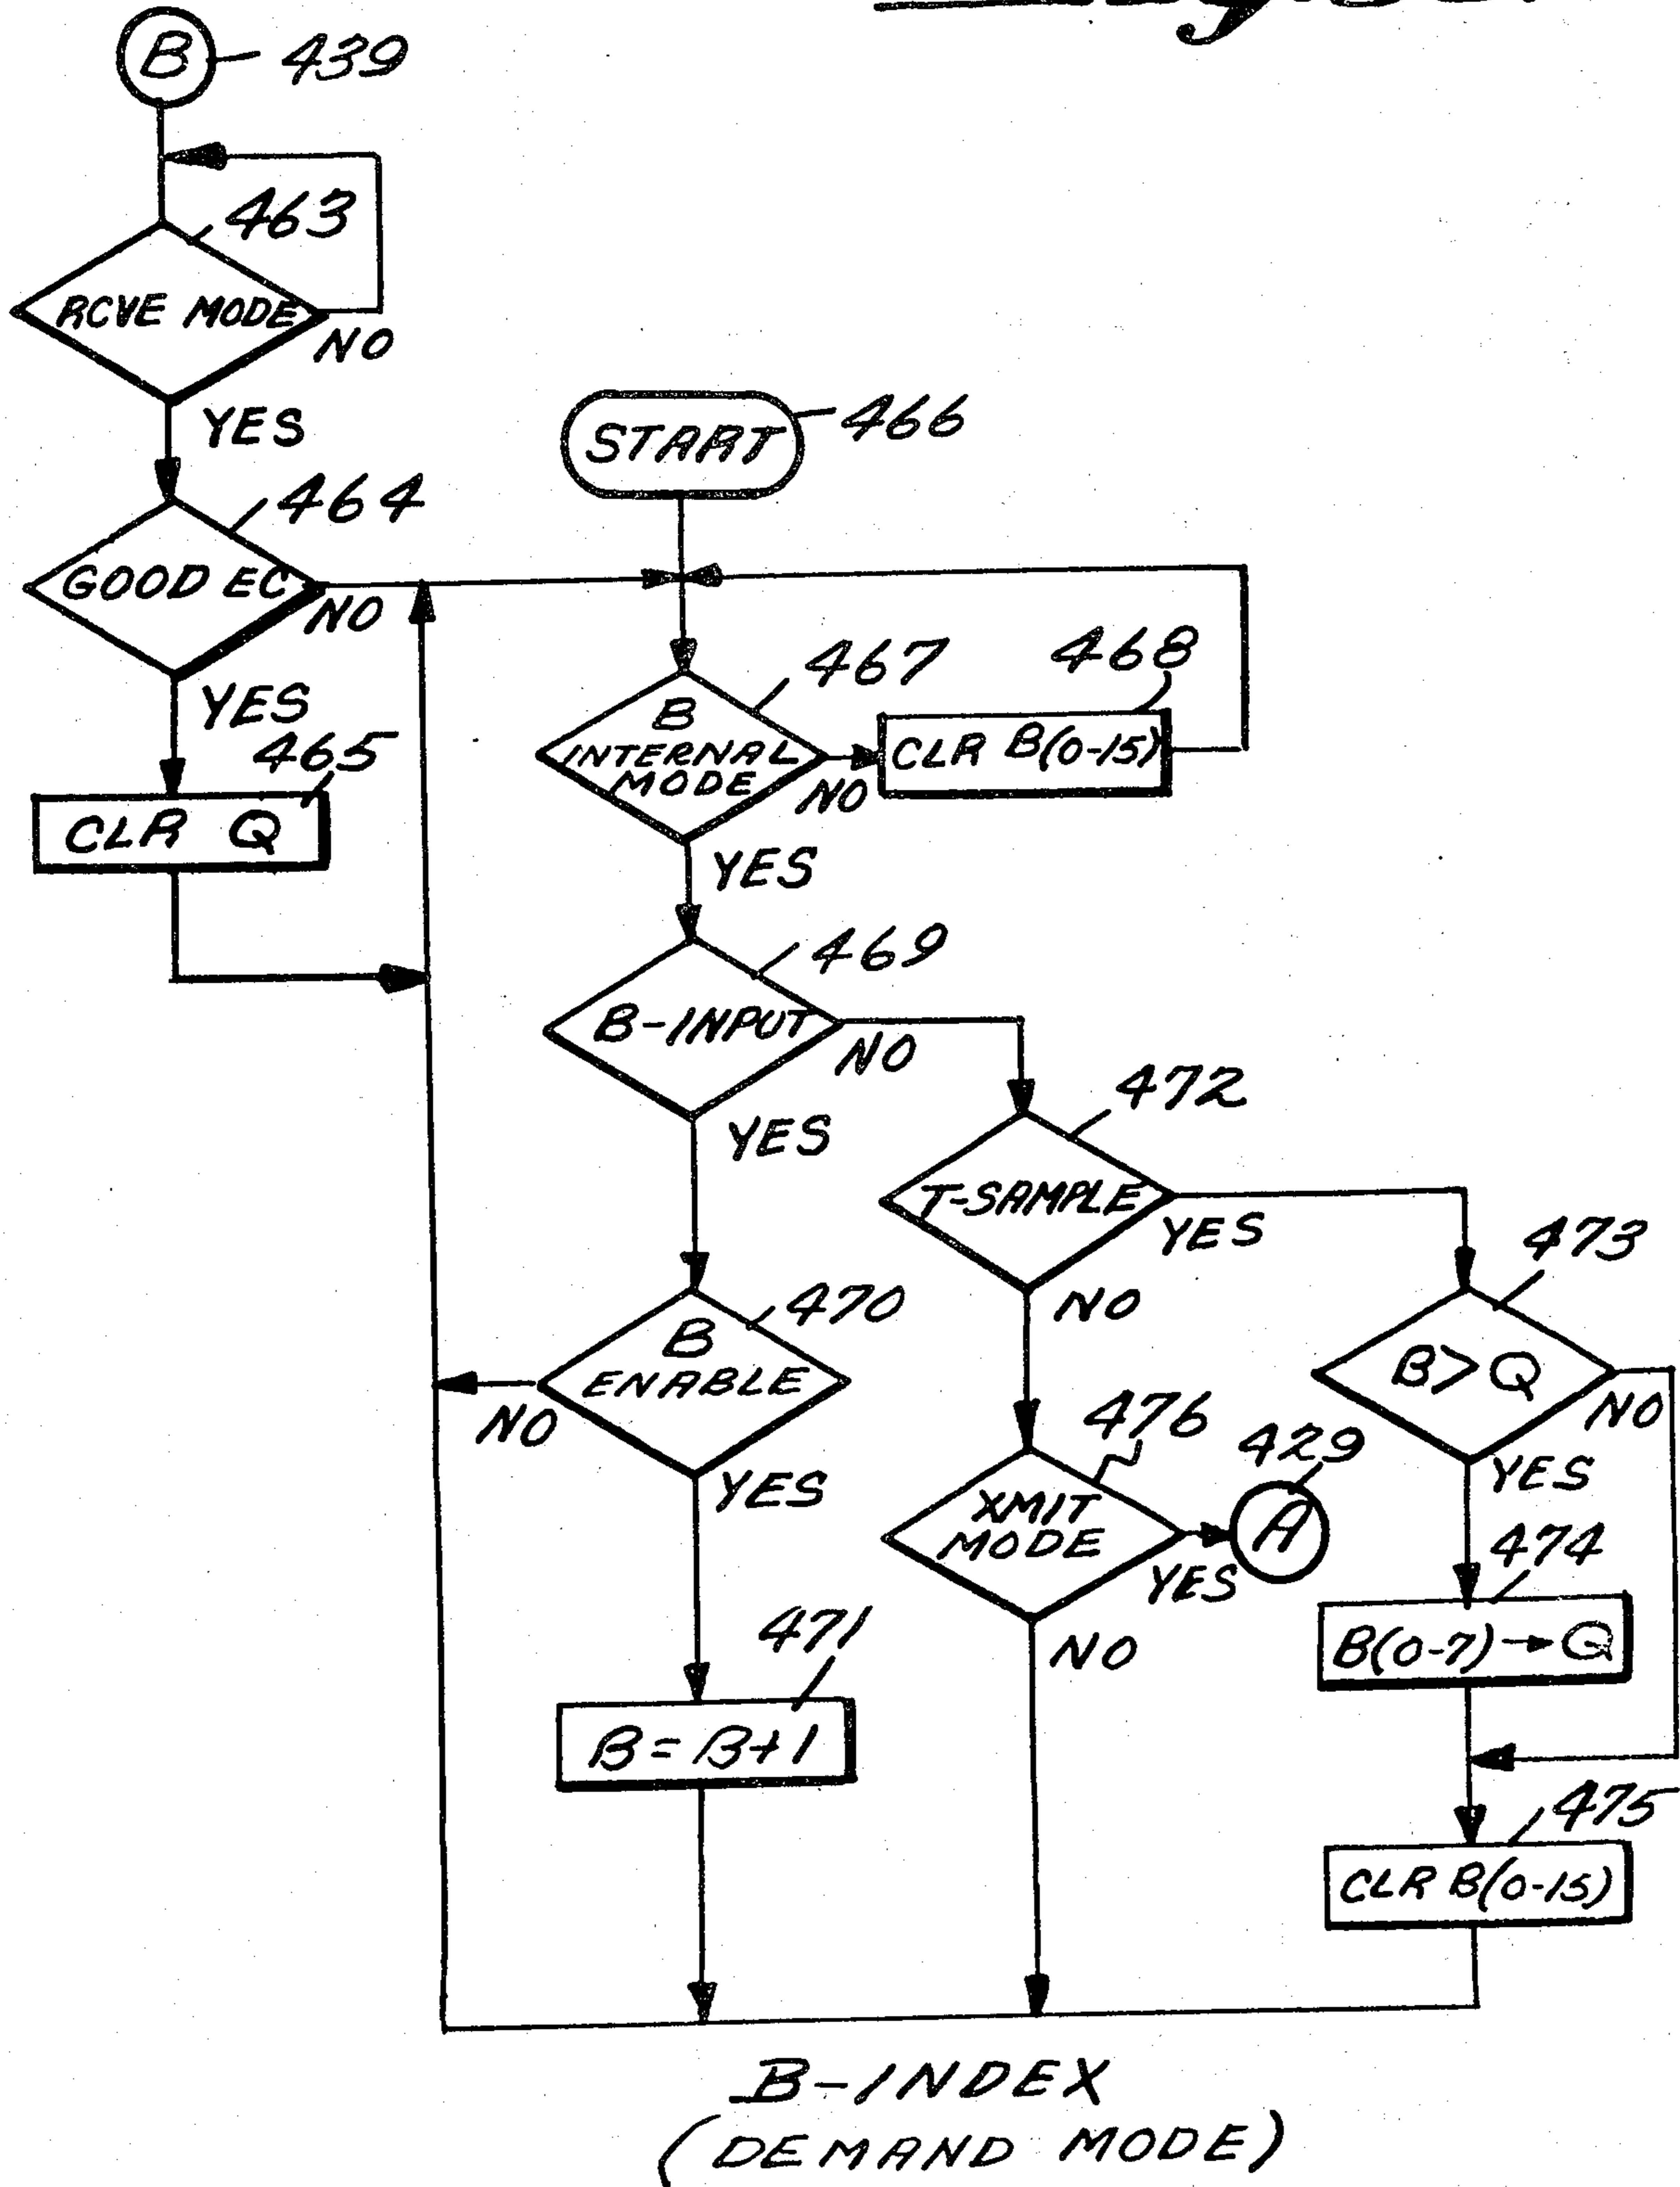 B 439
463
RCVE MODE
NO
YES
464
GOOD EC
NO
YES
465
CLR Q
START 466
467
B
INTERNAL
MODE
NO
468
CLR B(0-15)
YES
469
B-INPUT
NO
YES
470
B
ENABLE
NO
YES
471
B=B+1
472
T-SAMPLE
YES
NO
476
XMIT
MODE
YES
429
A
NO
473
B>Q
NO
YES
474
B(0-7)→Q
475
CLR B(0-15)
B-INDEX
(DEMAND MODE)